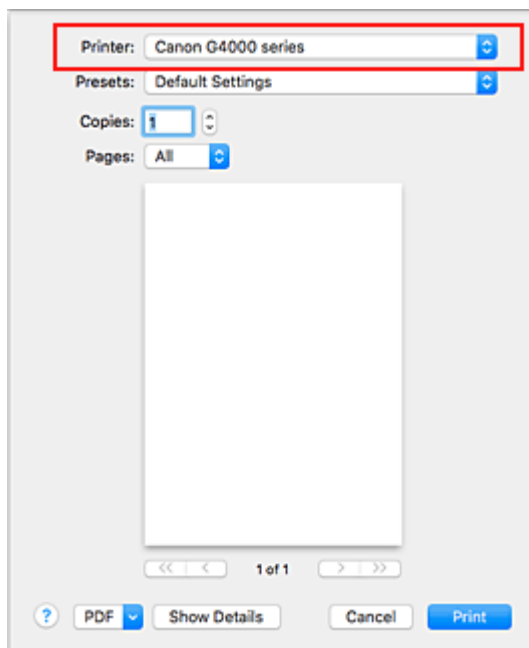 Printer: Canon G4000 series
Presets: Default Settings
Copies: 1
Pages: All
<< < 1 of 1 > >>
? PDF Show Details Cancel Print